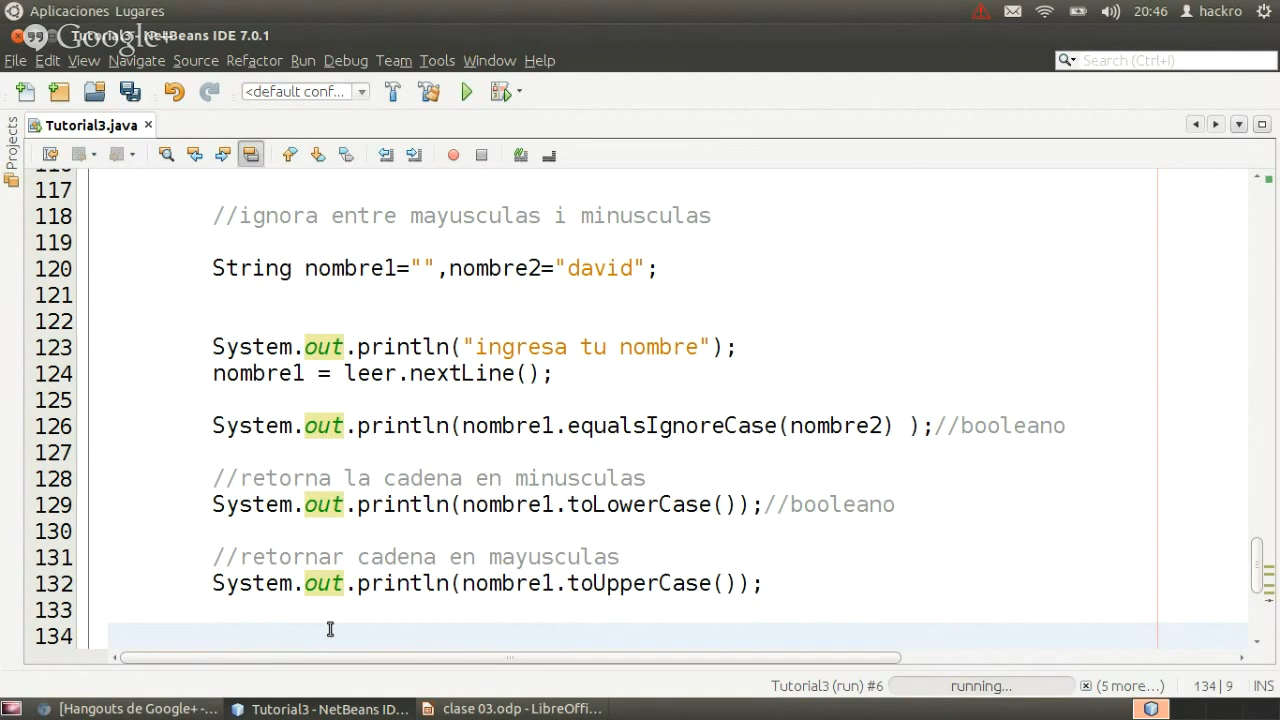 Aplicaciones Lugares
20:46 hackro
Google+
Tutorial3 - NetBeans IDE 7.0.1
File Edit View Navigate Source Refactor Run Debug Team Tools Window Help
Search (Ctrl+I)
<default conf...
Projects
Tutorial3.java
117
118 //ignora entre mayusculas i minusculas
119
120 String nombre1="",nombre2="david";
121
122
123 System.out.println("ingresa tu nombre");
124 nombre1 = leer.nextLine();
125
126 System.out.println(nombre1.equalsIgnoreCase(nombre2) );//booleano
127
128 //retorna la cadena en minusculas
129 System.out.println(nombre1.toLowerCase());//booleano
130
131 //retornar cadena en mayusculas
132 System.out.println(nombre1.toUpperCase());
133
134
Tutorial3 (run) #6 running... (5 more...) 134|9 INS
[Hangouts de Google+ -... Tutorial3 - NetBeans ID... clase 03.odp - LibreOffi...